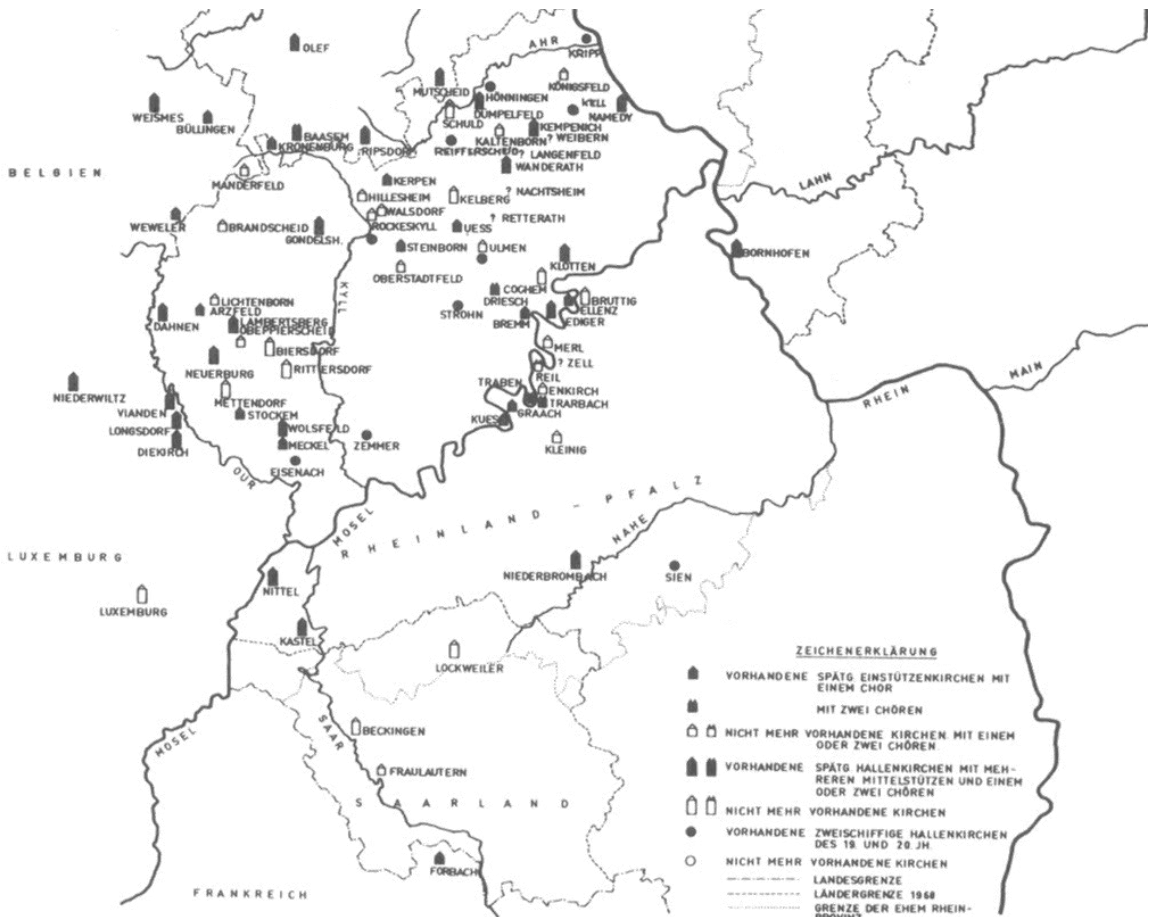 OLEF
AHR
KRIPP
MUTSCHEID
KÖNIGSFELD
WEISMES
BÜLLINGEN
HÖNNINGEN
DÜMPELFELD
SCHULD
KELL
NAMEDY
KEMPENICH
? WEIBERN
KALTENBORN
BAASEM
KRONENBURG
RIPSDORF
REIFFERSCHEID
? LANGENFELD
WANDERATH
BELGIEN
MANDERFELD
KERPEN
LAHN
HILLESHEIM
KELBERG
? NACHTSHEIM
WALSDORF
ROCKESKYLL
? RETTERATH
WEWELER
BRANDSCHEID
GONDELSH.
UESS
STEINBORN
ULMEN
BORNHOFEN
KLOTTEN
OBERSTADTFELD
KYLL
COCHEM
DRIESCH
BRUTTIG
ELLENZ
LICHTENBORN
ARZFELD
STROHN
BREMM
EDIGER
DAHNEN
LAMBERTSBERG
OBERPIERSCHEID
BIERSDORF
MERL
NEUERBURG
RITTERSDORF
? ZELL
REIL
MAIN
NIEDERWILTZ
METTENDORF
TRABEN
ENKIRCH
RHEIN
VIANDEN
STOCKEM
TRARBACH
GRAACH
LONGSDORF
WOLSFELD
KUES
DIEKIRCH
MECKEL
ZEMMER
KLEINIG
EISENACH
OUR
MOSEL
RHEINLAND - PFALZ
NAHE
LUXEMBURG
NIEDERBROMBACH
SIEN
NITTEL
LUXEMBURG
KASTEL
LOCKWEILER
ZEICHENERKLÄRUNG
VORHANDENE SPÄTG EINSTÜTZENKIRCHEN MIT
EINEM CHOR
MIT ZWEI CHÖREN
NICHT MEHR VORHANDENE KIRCHEN MIT EINEM
ODER ZWEI CHÖREN.
VORHANDENE SPÄTG HALLENKIRCHEN MIT MEH-
REREN MITTELSTÜTZEN UND EINEM
ODER ZWEI CHÖREN
NICHT MEHR VORHANDENE KIRCHEN
VORHANDENE ZWEISCHIFFIGE HALLENKIRCHEN
DES 19. UND 20. JH.
NICHT MEHR VORHANDENE KIRCHEN
LANDESGRENZE
LÄNDERGRENZE 1968
GRENZE DER EHEM RHEIN-
PROVINZ
MOSEL
SAAR
BECKINGEN
FRAULAUTERN
SAARLAND
FORBACH
FRANKREICH